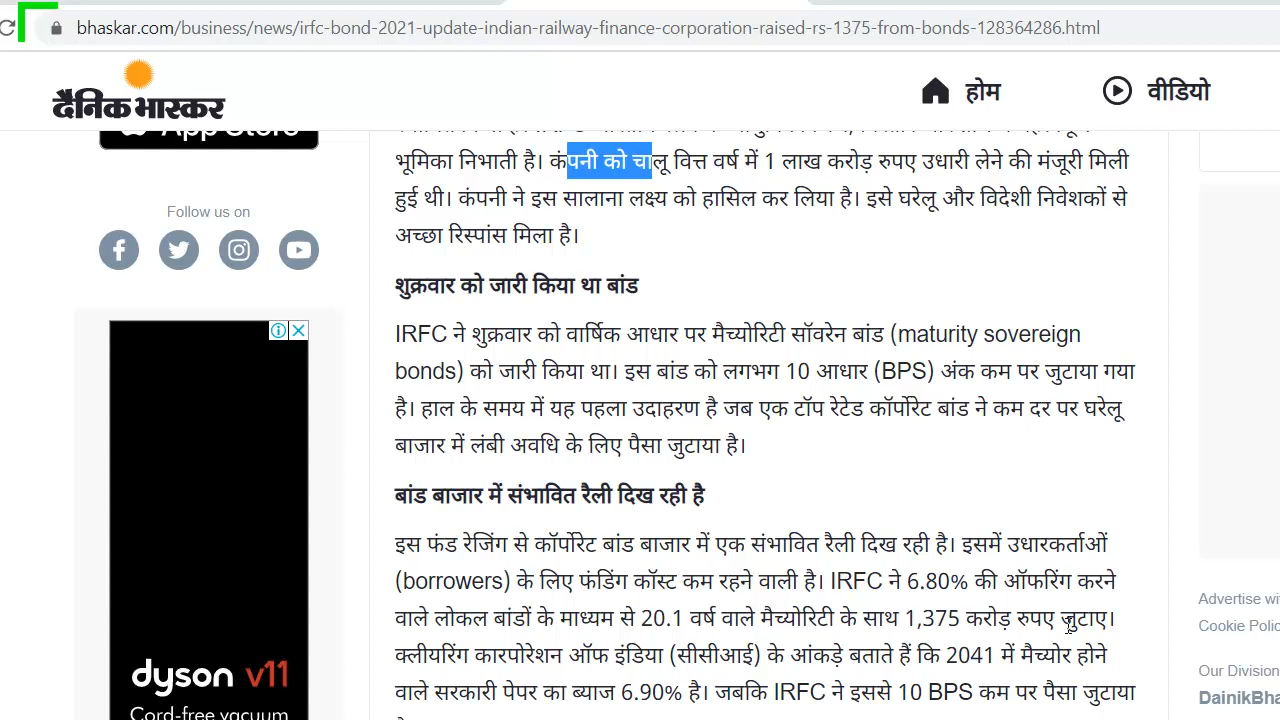 bhaskar.com/business/news/irfc-bond-2021-update-indian-railway-finance-corporation-raised-rs-1375-from-bonds-128364286.html
दैनिक भास्कर
होम
वीडियो
App Store
Follow us on
भूमिका निभाती है। कंपनी को चालू वित्त वर्ष में 1 लाख करोड़ रुपए उधारी लेने की मंजूरी मिली
हुई थी। कंपनी ने इस सालाना लक्ष्य को हासिल कर लिया है। इसे घरेलू और विदेशी निवेशकों से
अच्छा रिस्पांस मिला है।
शुक्रवार को जारी किया था बांड
IRFC ने शुक्रवार को वार्षिक आधार पर मैच्योरिटी सॉवरेन बांड (maturity sovereign
bonds) को जारी किया था। इस बांड को लगभग 10 आधार (BPS) अंक कम पर जुटाया गया
है। हाल के समय में यह पहला उदाहरण है जब एक टॉप रेटेड कॉर्पोरेट बांड ने कम दर पर घरेलू
बाजार में लंबी अवधि के लिए पैसा जुटाया है।
बांड बाजार में संभावित रैली दिख रही है
इस फंड रेजिंग से कॉर्पोरेट बांड बाजार में एक संभावित रैली दिख रही है। इसमें उधारकर्ताओं
(borrowers) के लिए फंडिंग कॉस्ट कम रहने वाली है। IRFC ने 6.80% की ऑफरिंग करने
वाले लोकल बांडों के माध्यम से 20.1 वर्ष वाले मैच्योरिटी के साथ 1,375 करोड़ रुपए जुटाए।
क्लीयरिंग कारपोरेशन ऑफ इंडिया (सीसीआई) के आंकड़े बताते हैं कि 2041 में मैच्योर होने
वाले सरकारी पेपर का ब्याज 6.90% है। जबकि IRFC ने इससे 10 BPS कम पर पैसा जुटाया
dyson v11
Cord-free vacuum
Advertise wi
Cookie Polic
Our Division
DainikBha